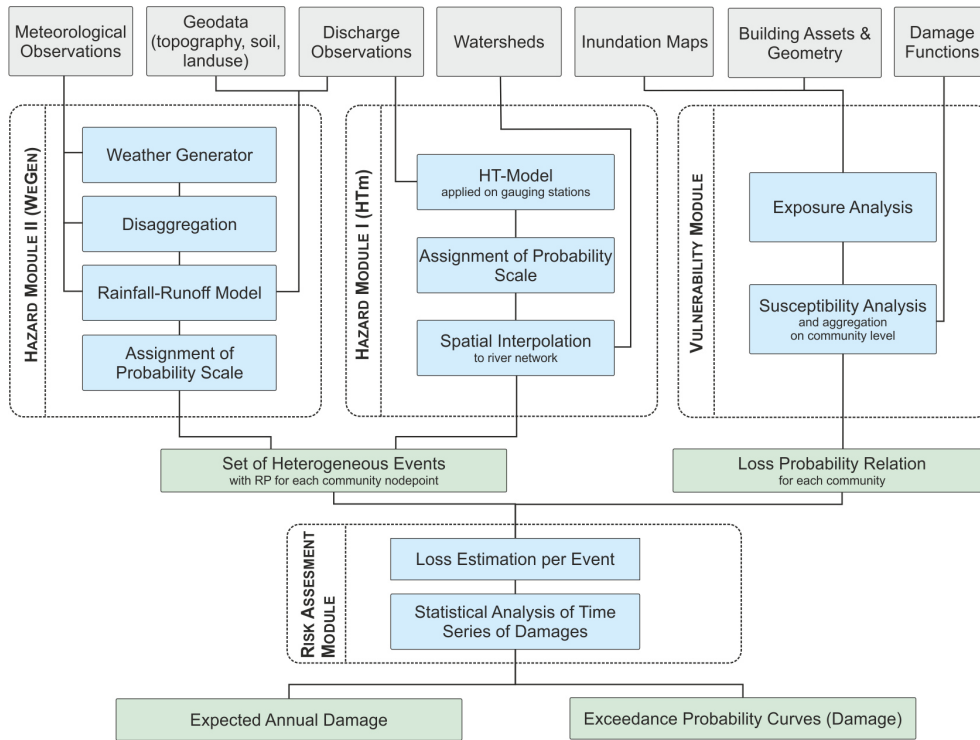 Meteorological
Observations
Geodata
(topography, soil,
landuse)
Discharge
Observations
Watersheds
Inundation Maps
Building Assets &
Geometry
Damage
Functions
HAZARD MODULE II (WEGEN)
Weather Generator
Disaggregation
Rainfall-Runoff Model
Assignment of
Probability Scale
HAZARD MODULE I (HTm)
HT-Model
applied on gauging stations
Assignment of Probability
Scale
Spatial Interpolation
to river network
VULNERABILITY MODULE
Exposure Analysis
Susceptibility Analysis
and aggregation
on community level
Set of Heterogeneous Events
with RP for each community nodepoint
Loss Probability Relation
for each community
RISK ASSESMENT
MODULE
Loss Estimation per Event
Statistical Analysis of Time
Series of Damages
Expected Annual Damage
Exceedance Probability Curves (Damage)